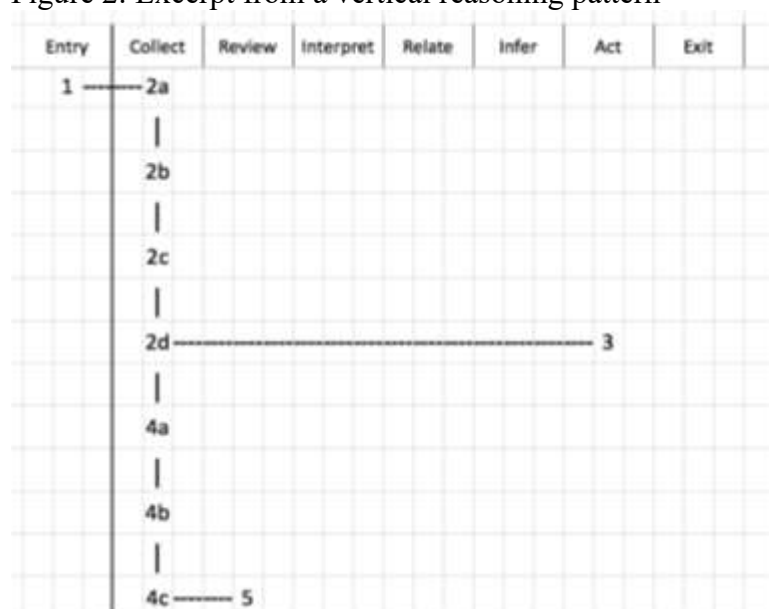 Figure 2: Excerpt from a vertical reasoning pattern
Entry Collect Review Interpret Relate Infer Act Exit
1 2a
2b
2c
2d 3
4a
4b
4c 5